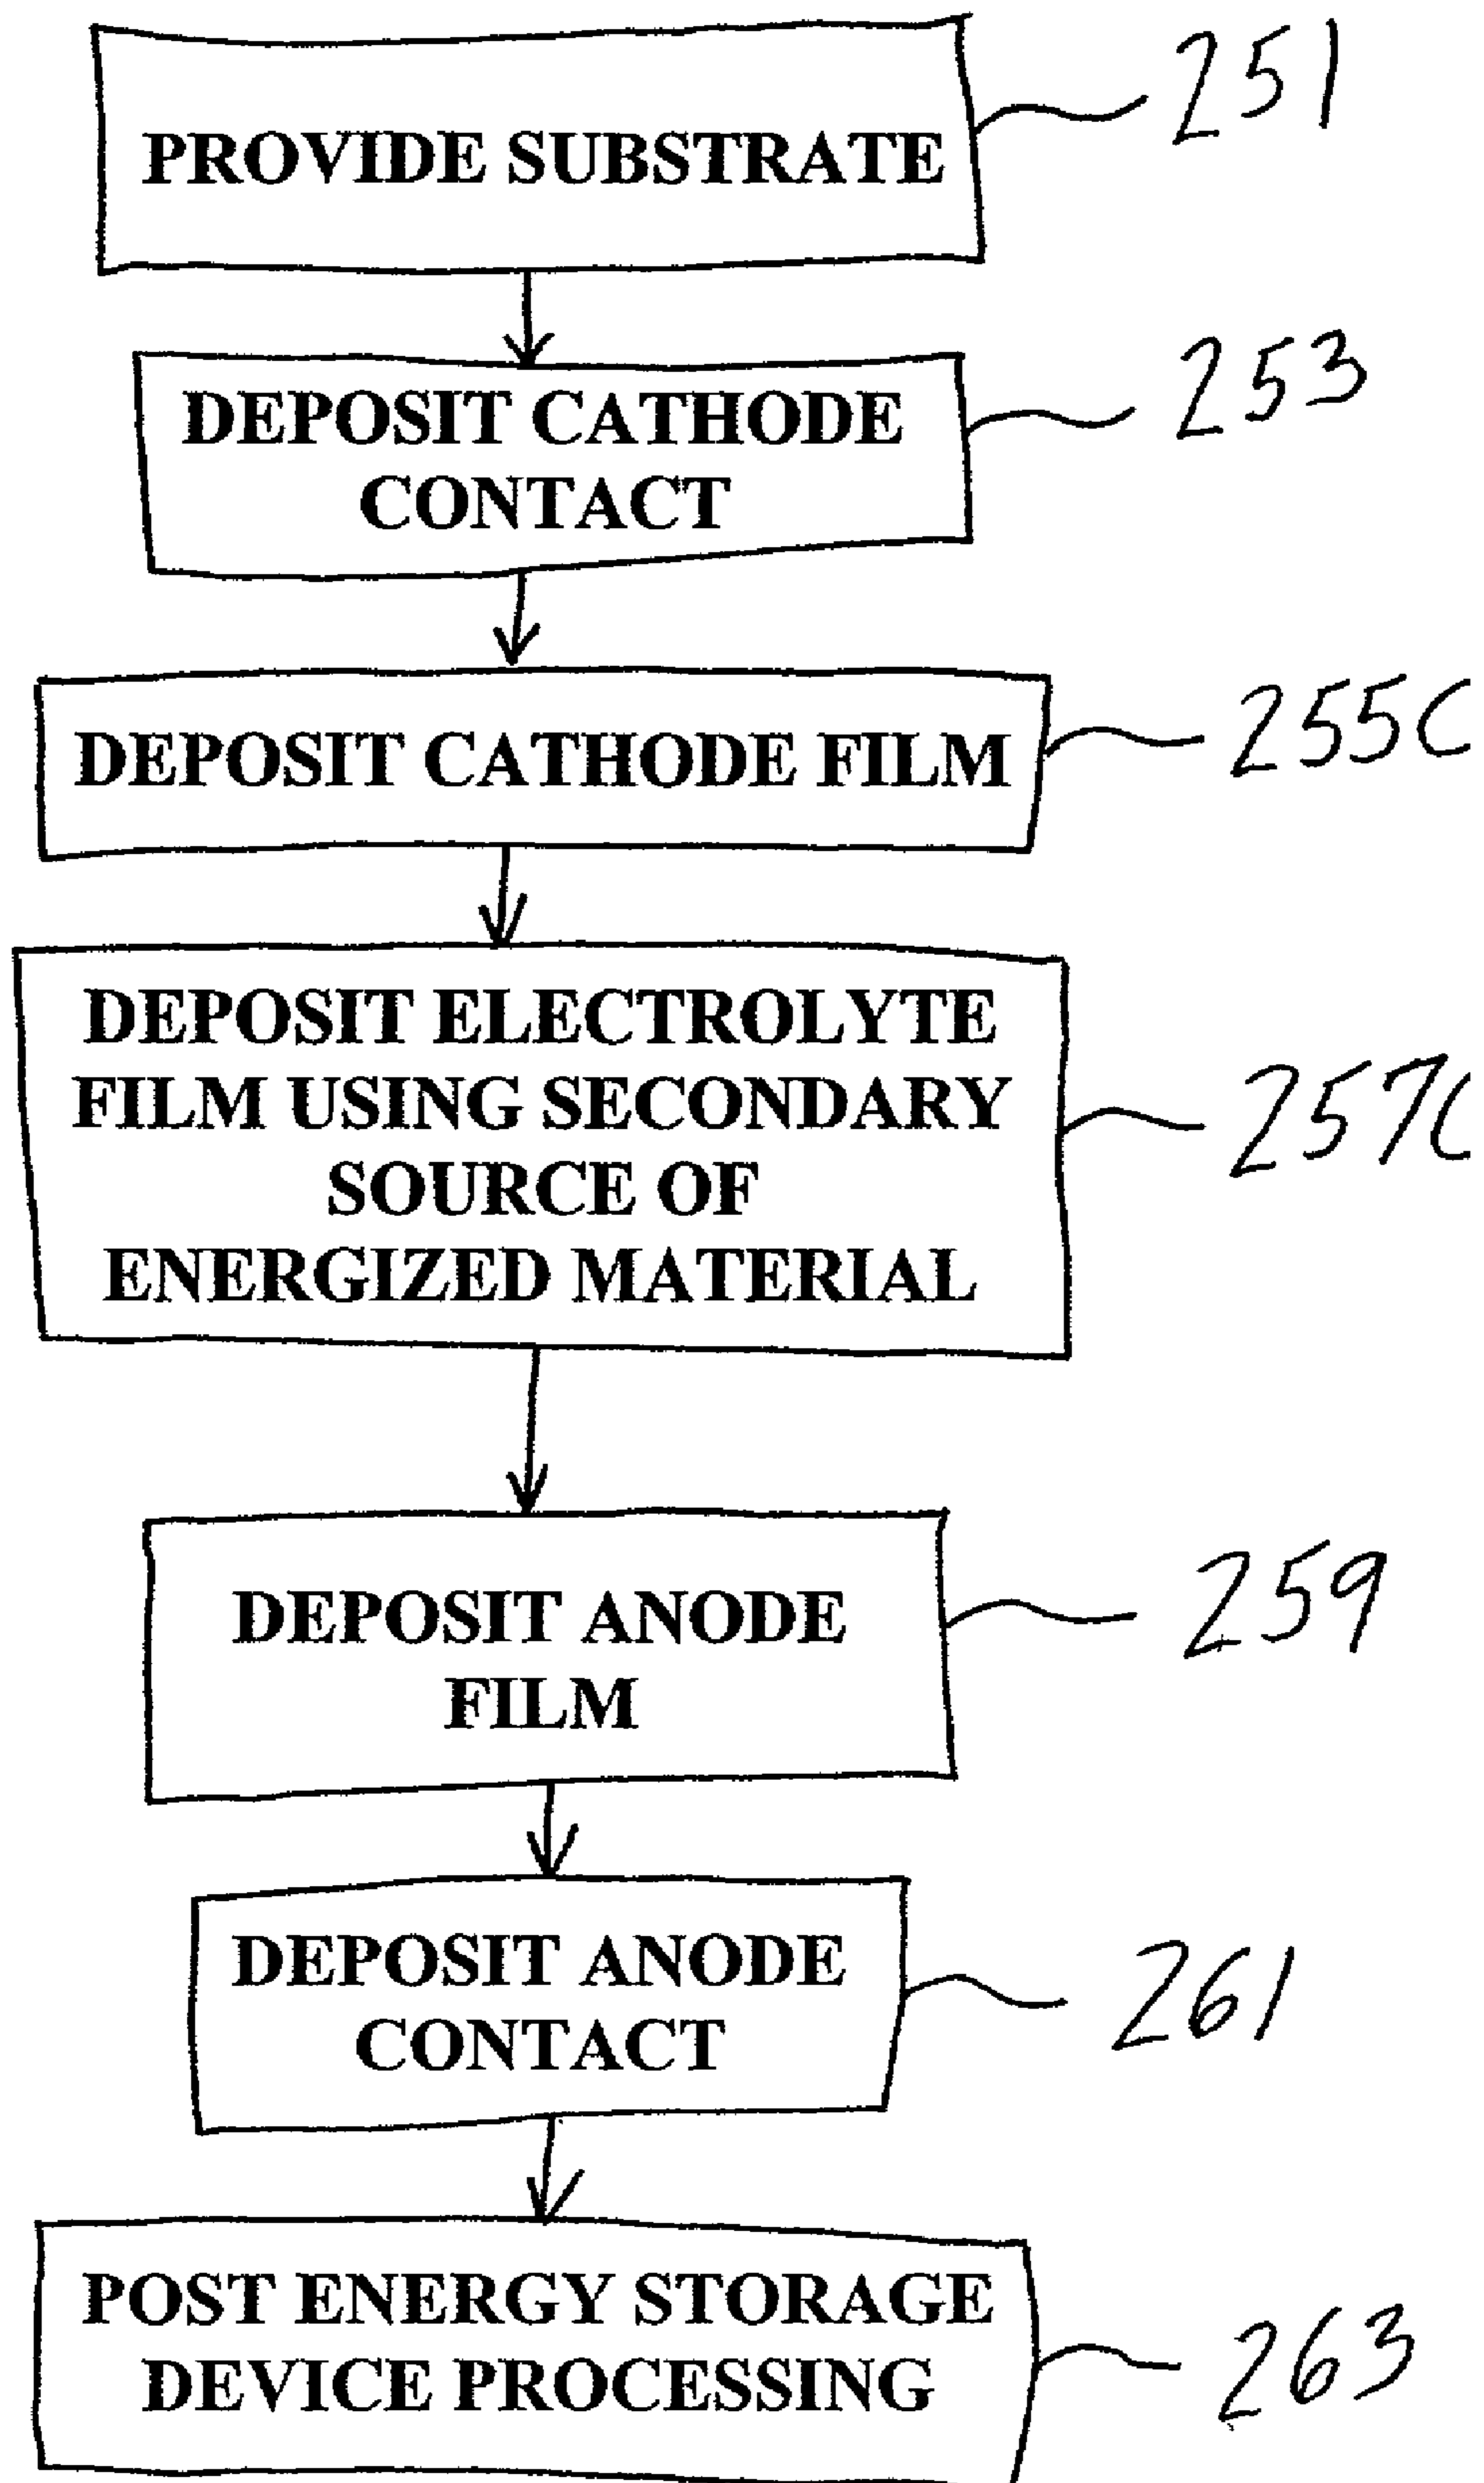 PROVIDE SUBSTRATE
251
DEPOSIT CATHODE
CONTACT
253
DEPOSIT CATHODE FILM
255C
DEPOSIT ELECTROLYTE
FILM USING SECONDARY
SOURCE OF
ENERGIZED MATERIAL
257C
DEPOSIT ANODE
FILM
259
DEPOSIT ANODE
CONTACT
261
POST ENERGY STORAGE
DEVICE PROCESSING
263